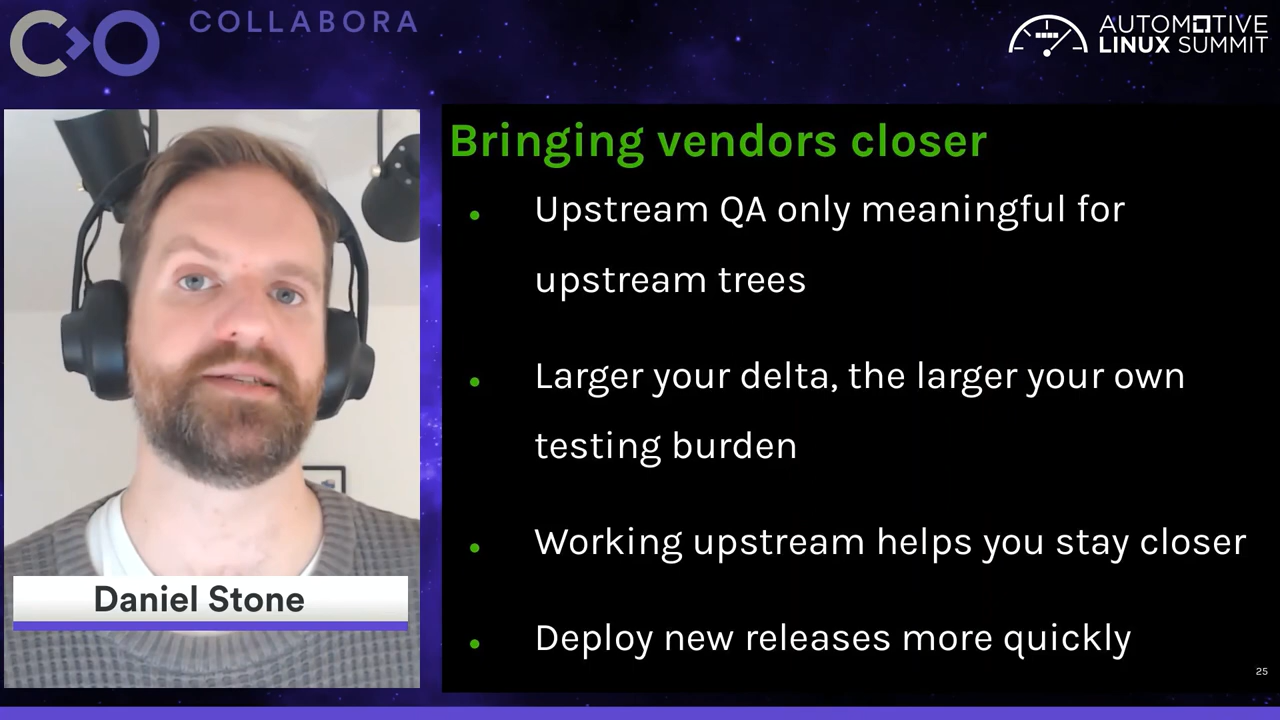 COLLABORA
AUTOMOTIVE
LINUX SUMMIT
Bringing vendors closer
• Upstream QA only meaningful for
upstream trees
• Larger your delta, the larger your own
testing burden
• Working upstream helps you stay closer
• Deploy new releases more quickly
Daniel Stone
25